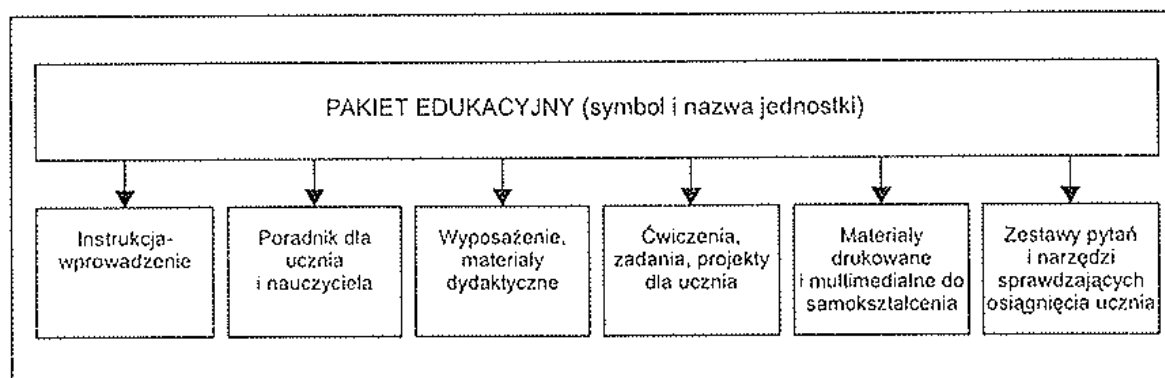 PAKIET EDUKACYJNY (symbol i nazwa jednostki)
Instrukcja-
wprowadzenie
Poradnik dla
ucznia
i nauczyciela
Wyposażenie,
materiały
dydaktyczne
Ćwiczenia,
zadania, projekty
dla ucznia
Materiały
drukowane
i multimedialne do
samokształcenia
Zestawy pytań
i narzędzi
sprawdzających
osiągnięcia ucznia